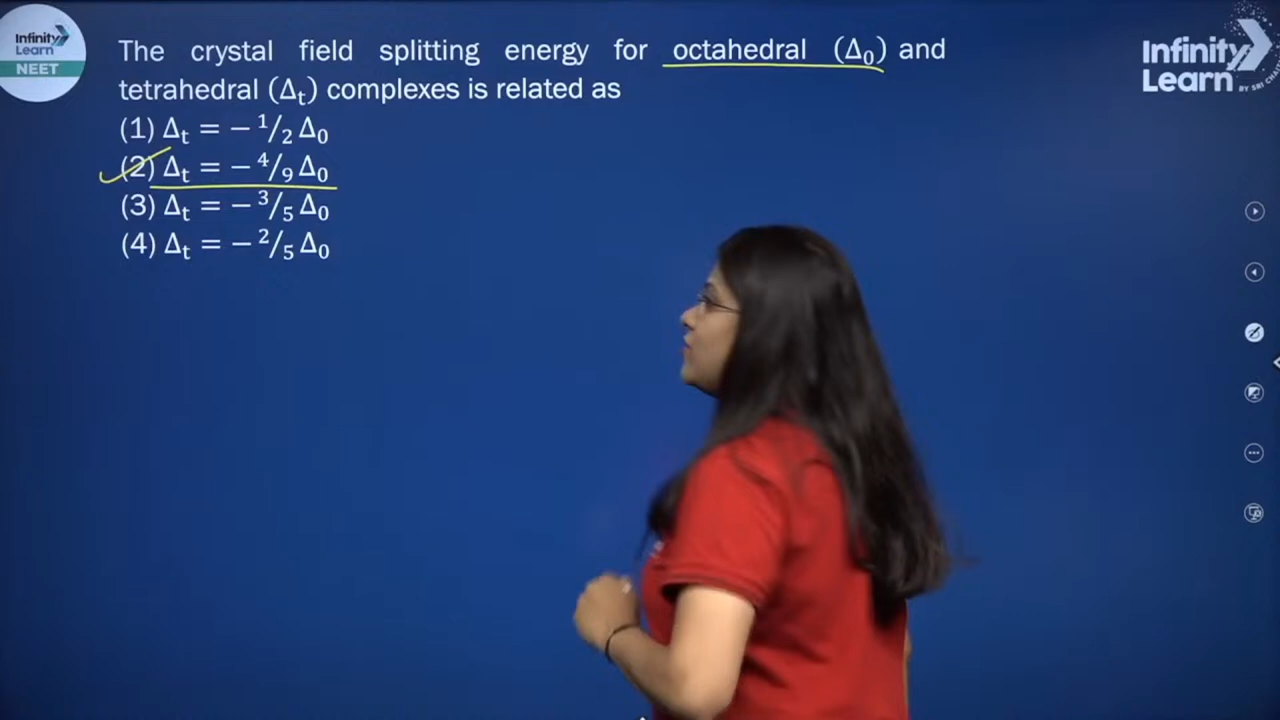 Infinity
Learn
NEET
The crystal field splitting energy for octahedral (Δ₀) and
tetrahedral (Δₜ) complexes is related as
(1) Δₜ = − ¹/₂ Δ₀
(2) Δₜ = − ⁴/₉ Δ₀
(3) Δₜ = − ³/₅ Δ₀
(4) Δₜ = − ²/₅ Δ₀
Infinity
Learn
BY SRI